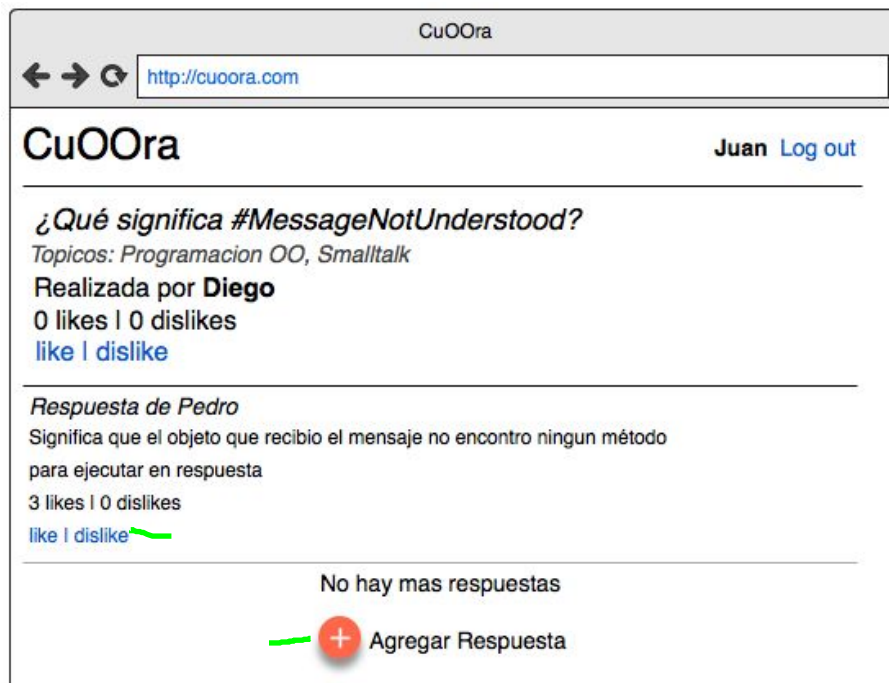 CuOOra
http://cuoora.com
CuOOra
Juan Log out
¿Qué significa #MessageNotUnderstood?
Topicos: Programacion OO, Smalltalk
Realizada por Diego
0 likes | 0 dislikes
like | dislike
Respuesta de Pedro
Significa que el objeto que recibio el mensaje no encontro ningun método
para ejecutar en respuesta
3 likes | 0 dislikes
like | dislike
No hay mas respuestas
+ Agregar Respuesta